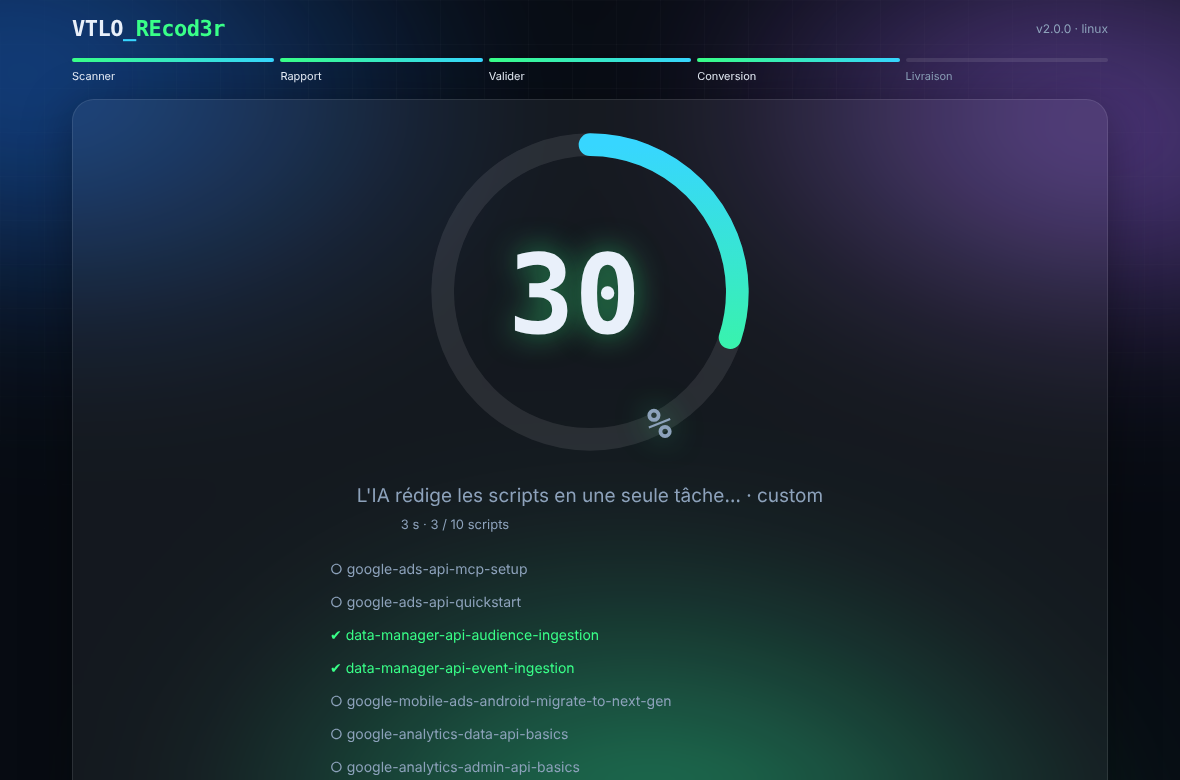 VTLO_REcod3r
v2.0.0 · linux
Scanner
Rapport
Valider
Conversion
Livraison
30
%
L'IA rédige les scripts en une seule tâche… · custom
3 s · 3 / 10 scripts
○ google-ads-api-mcp-setup
○ google-ads-api-quickstart
✔ data-manager-api-audience-ingestion
✔ data-manager-api-event-ingestion
○ google-mobile-ads-android-migrate-to-next-gen
○ google-analytics-data-api-basics
○ google-analytics-admin-api-basics